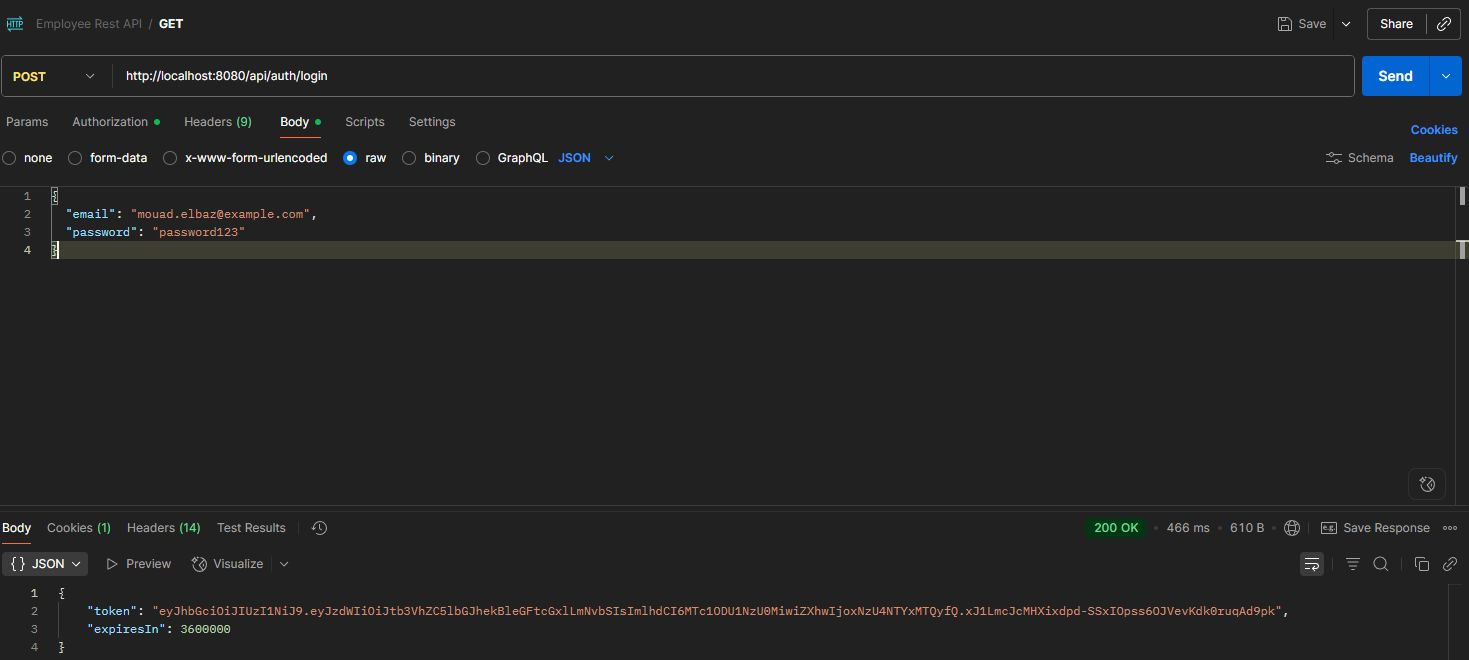 HTTP Employee Rest API / GET Save Share
POST http://localhost:8080/api/auth/login Send
Params Authorization Headers (9) Body Scripts Settings Cookies
none form-data x-www-form-urlencoded raw binary GraphQL JSON Schema Beautify
1 {
2 "email": "mouad.elbaz@example.com",
3 "password": "password123"
4 }
Body Cookies (1) Headers (14) Test Results 200 OK • 466 ms • 610 B • e.g. Save Response
{} JSON Preview Visualize
1 {
2 "token": "eyJhbGciOiJIUzI1NiJ9.eyJzdWIiOiJtb3VhZC5lbGJhekBleGFtcGxlLmNvbSIsImlhdCI6MTc1ODU1NzU0MiwiZXhwIjoxNzU4NTYxMTQyfQ.xJ1LmcJcMHXixdpd-SSxIOpss6OJVevKdk0ruqAd9pk",
3 "expiresIn": 3600000
4 }